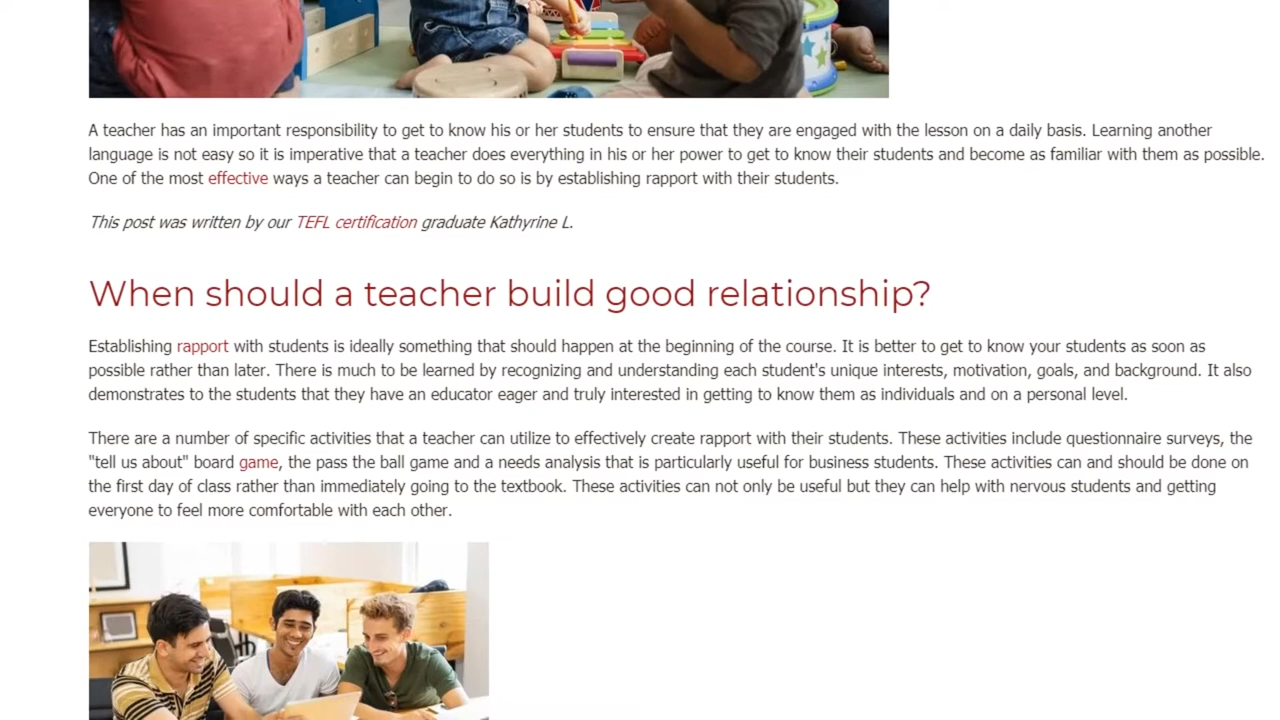 A teacher has an important responsibility to get to know his or her students to ensure that they are engaged with the lesson on a daily basis. Learning another
language is not easy so it is imperative that a teacher does everything in his or her power to get to know their students and become as familiar with them as possible.
One of the most effective ways a teacher can begin to do so is by establishing rapport with their students.
This post was written by our TEFL certification graduate Kathyrine L.
When should a teacher build good relationship?
Establishing rapport with students is ideally something that should happen at the beginning of the course. It is better to get to know your students as soon as
possible rather than later. There is much to be learned by recognizing and understanding each student's unique interests, motivation, goals, and background. It also
demonstrates to the students that they have an educator eager and truly interested in getting to know them as individuals and on a personal level.
There are a number of specific activities that a teacher can utilize to effectively create rapport with their students. These activities include questionnaire surveys, the
"tell us about" board game, the pass the ball game and a needs analysis that is particularly useful for business students. These activities can and should be done on
the first day of class rather than immediately going to the textbook. These activities can not only be useful but they can help with nervous students and getting
everyone to feel more comfortable with each other.